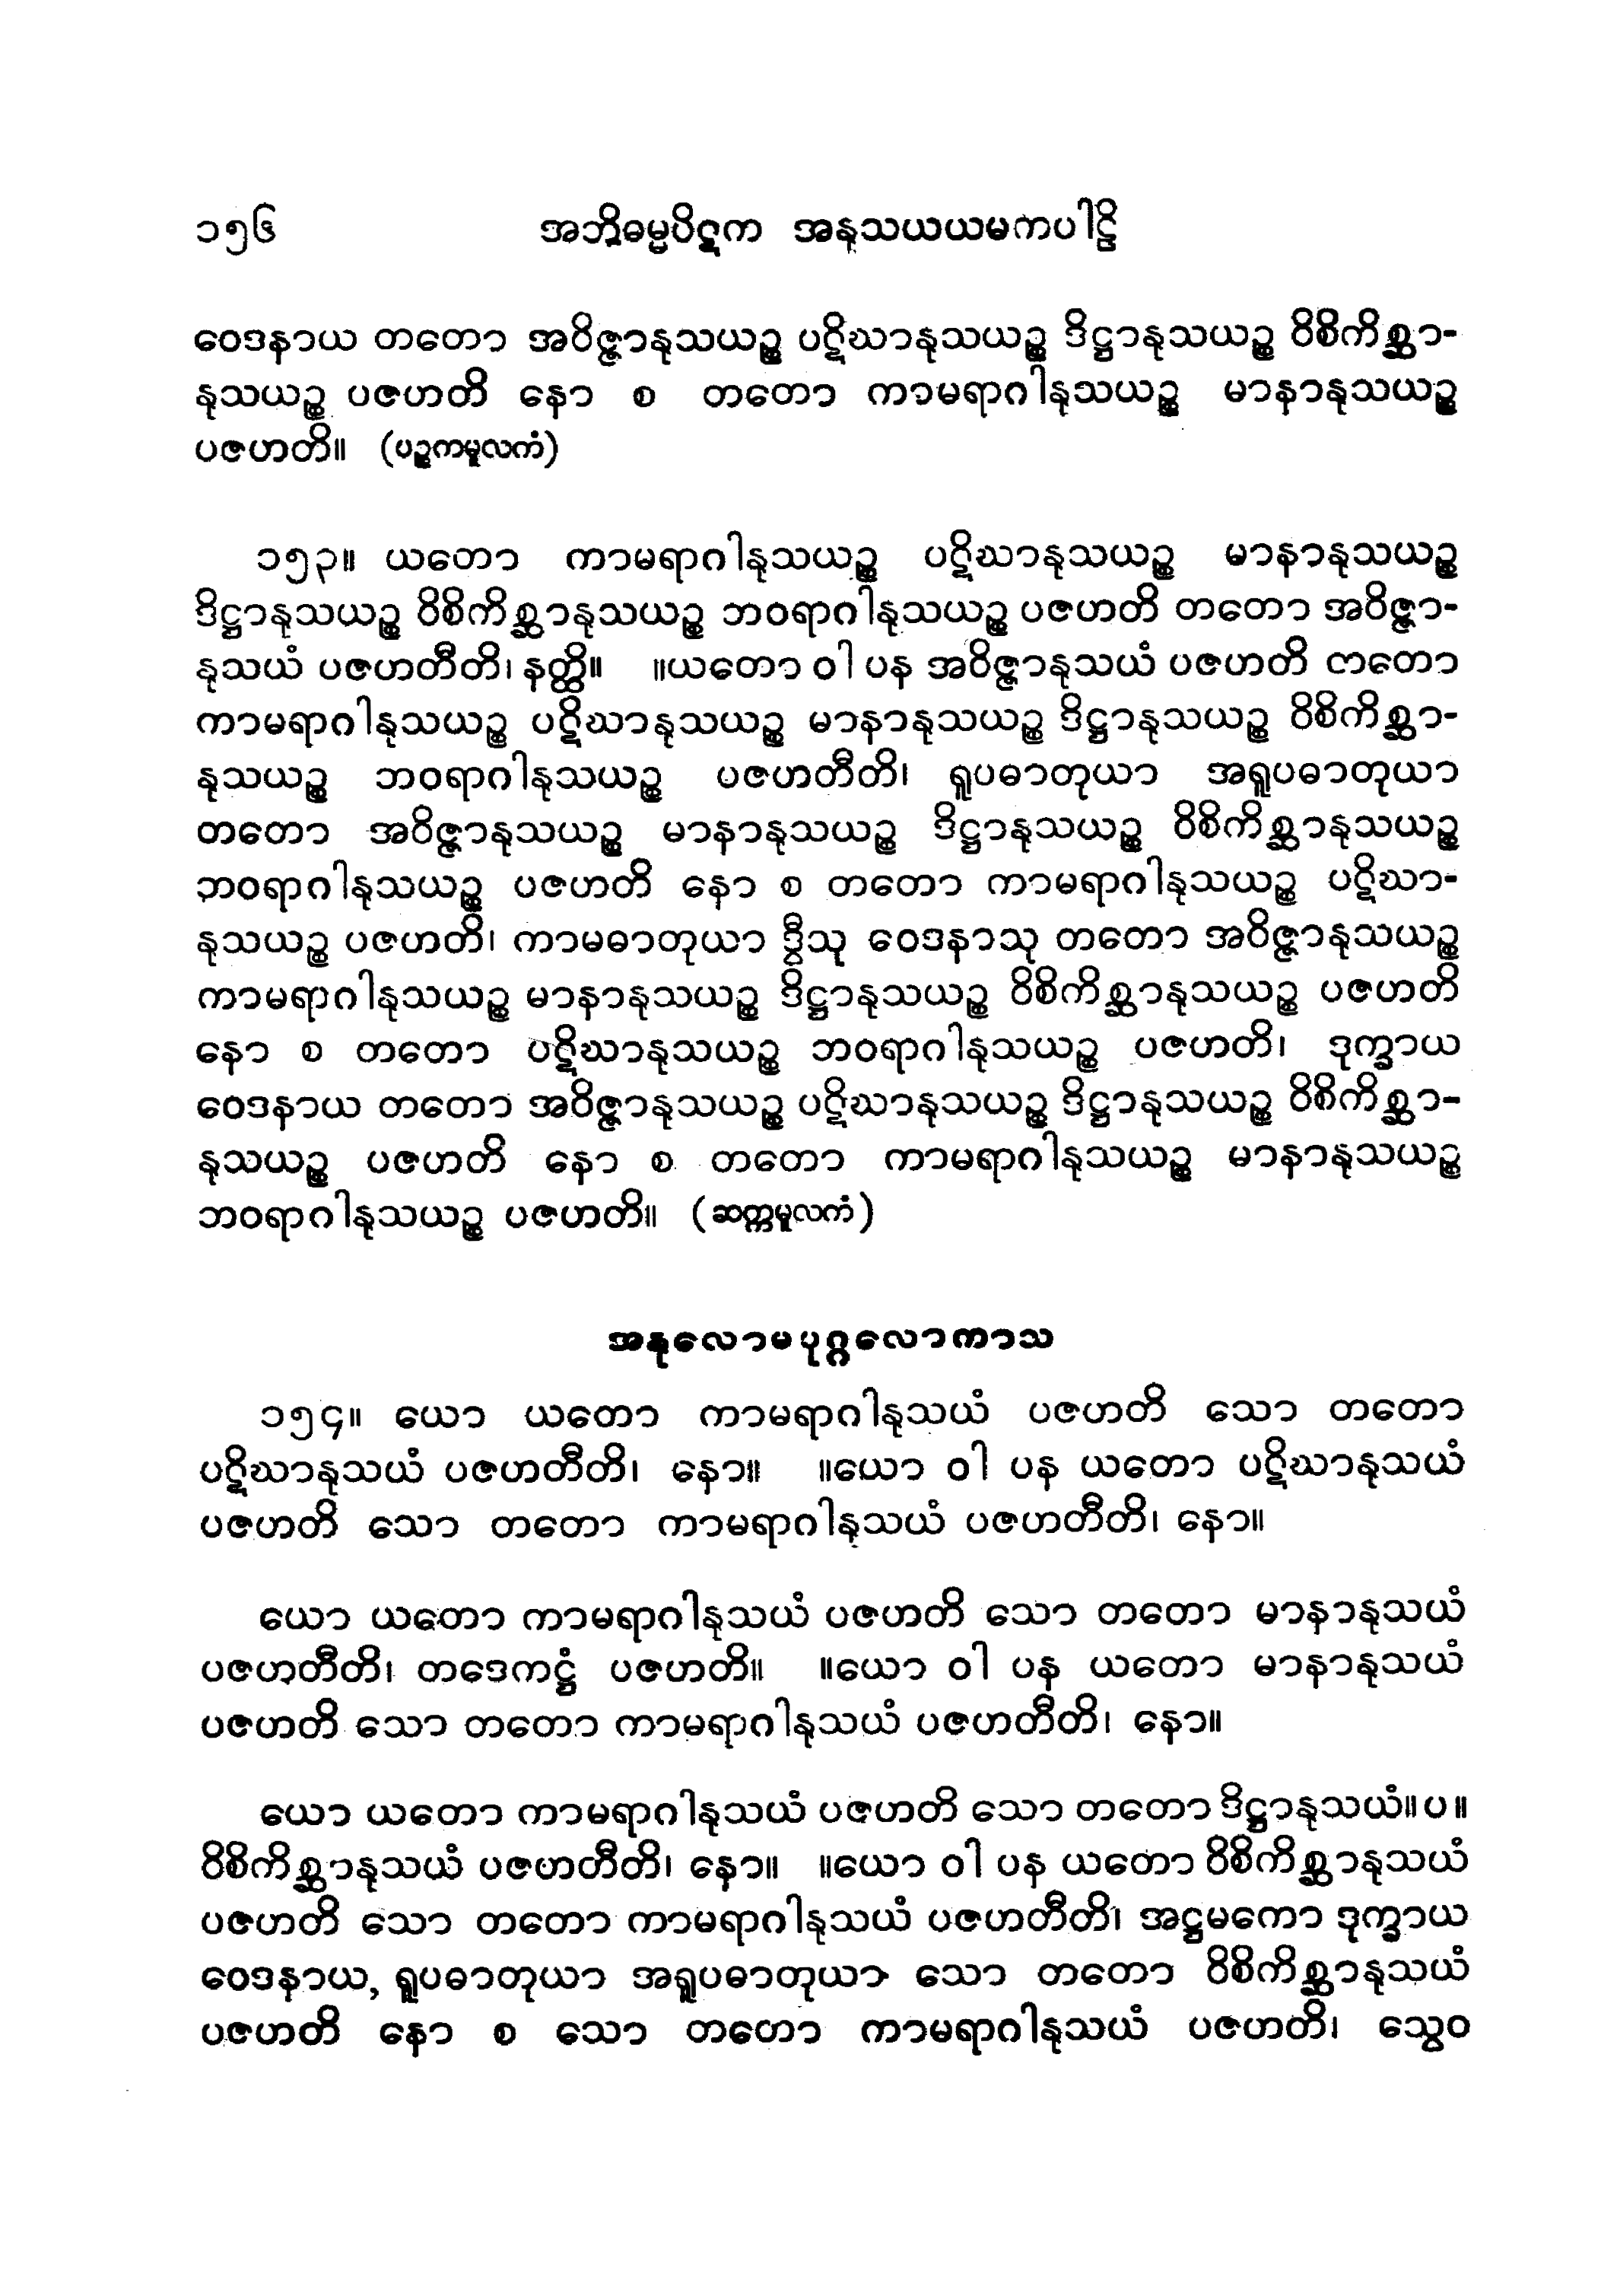 ၁၅၆ အဘိဓမ္မပိဋက အနုသယယမကပါဠိ
ဝေဒနာယ တတော အဝိဇ္ဇာနုသယဉ္စ ပဋိဃာနုသယဉ္စ ဒိဋ္ဌာနုသယဉ္စ ဝိစိကိစ္ဆာ-
နုသယဉ္စ ပဇဟတိ နော စ တတော ကာမရာဂါနုသယဉ္စ မာနာနုသယဉ္စ
ပဇဟတိ။ (ပဉ္စကမူလကံ)
၁၅၃။ ယတော ကာမရာဂါနုသယဉ္စ ပဋိဃာနုသယဉ္စ မာနာနုသယဉ္စ
ဒိဋ္ဌာနုသယဉ္စ ဝိစိကိစ္ဆာနုသယဉ္စ ဘဝရာဂါနုသယဉ္စ ပဇဟတိ တတော အဝိဇ္ဇာ-
နုသယံ ပဇဟတီတိ၊ နတ္ထိ။ ။ယတော ဝါ ပန အဝိဇ္ဇာနုသယံ ပဇဟတိ တတော
ကာမရာဂါနုသယဉ္စ ပဋိဃာနုသယဉ္စ မာနာနုသယဉ္စ ဒိဋ္ဌာနုသယဉ္စ ဝိစိကိစ္ဆာ-
နုသယဉ္စ ဘဝရာဂါနုသယဉ္စ ပဇဟတီတိ၊ ရူပဓာတုယာ အရူပဓာတုယာ
တတော အဝိဇ္ဇာနုသယဉ္စ မာနာနုသယဉ္စ ဒိဋ္ဌာနုသယဉ္စ ဝိစိကိစ္ဆာနုသယဉ္စ
ဘဝရာဂါနုသယဉ္စ ပဇဟတိ နော စ တတော ကာမရာဂါနုသယဉ္စ ပဋိဃာ-
နုသယဉ္စ ပဇဟတိ၊ ကာမဓာတုယာ ဒွီသု ဝေဒနာသု တတော အဝိဇ္ဇာနုသယဉ္စ
ကာမရာဂါနုသယဉ္စ မာနာနုသယဉ္စ ဒိဋ္ဌာနုသယဉ္စ ဝိစိကိစ္ဆာနုသယဉ္စ ပဇဟတိ
နော စ တတော ပဋိဃာနုသယဉ္စ ဘဝရာဂါနုသယဉ္စ ပဇဟတိ၊ ဒုက္ခာယ
ဝေဒနာယ တတော အဝိဇ္ဇာနုသယဉ္စ ပဋိဃာနုသယဉ္စ ဒိဋ္ဌာနုသယဉ္စ ဝိစိကိစ္ဆာ-
နုသယဉ္စ ပဇဟတိ နော စ တတော ကာမရာဂါနုသယဉ္စ မာနာနုသယဉ္စ
ဘဝရာဂါနုသယဉ္စ ပဇဟတိ။ (ဆက္ကမူလကံ)
အနုလောမပုဂ္ဂလောကာသ
၁၅၄။ ယော ယတော ကာမရာဂါနုသယံ ပဇဟတိ သော တတော
ပဋိဃာနုသယံ ပဇဟတီတိ၊ နော။ ။ယော ဝါ ပန ယတော ပဋိဃာနုသယံ
ပဇဟတိ သော တတော ကာမရာဂါနုသယံ ပဇဟတီတိ၊ နော။
ယော ယတော ကာမရာဂါနုသယံ ပဇဟတိ သော တတော မာနာနုသယံ
ပဇဟတီတိ၊ တဒေကဋ္ဌံ ပဇဟတိ။ ။ယော ဝါ ပန ယတော မာနာနုသယံ
ပဇဟတိ သော တတော ကာမရာဂါနုသယံ ပဇဟတီတိ၊ နော။
ယော ယတော ကာမရာဂါနုသယံ ပဇဟတိ သော တတော ဒိဋ္ဌာနုသယံ။ပ။
ဝိစိကိစ္ဆာနုသယံ ပဇဟတီတိ၊ နော။ ။ယော ဝါ ပန ယတော ဝိစိကိစ္ဆာနုသယံ
ပဇဟတိ သော တတော ကာမရာဂါနုသယံ ပဇဟတီတိ၊ အဋ္ဌမကော ဒုက္ခာယ
ဝေဒနာယ, ရူပဓာတုယာ အရူပဓာတုယာ သော တတော ဝိစိကိစ္ဆာနုသယံ
ပဇဟတိ နော စ သော တတော ကာမရာဂါနုသယံ ပဇဟတိ၊ သွေဝ